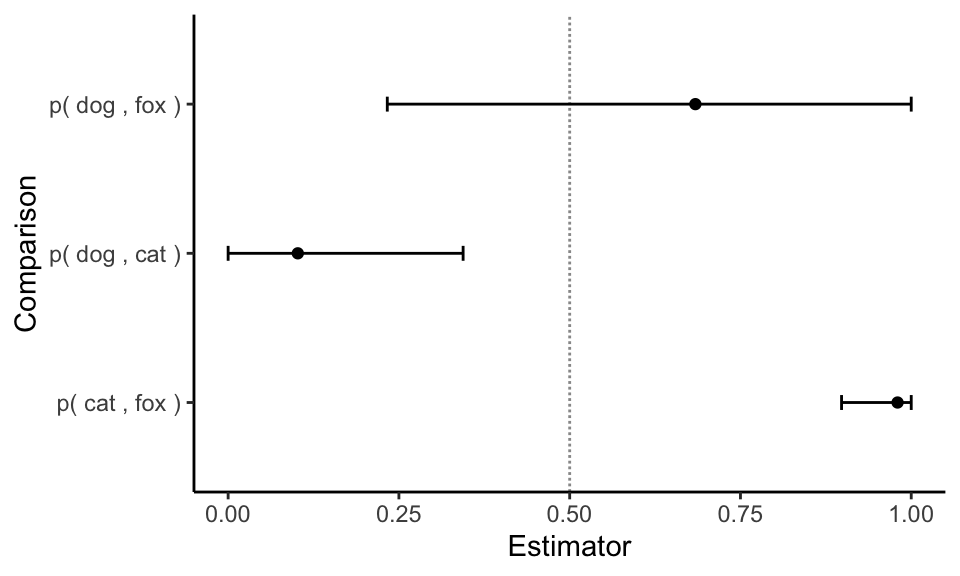 p( dog , fox )
p( dog , cat )
p( cat , fox )
Comparison
0.00 0.25 0.50 0.75 1.00
Estimator